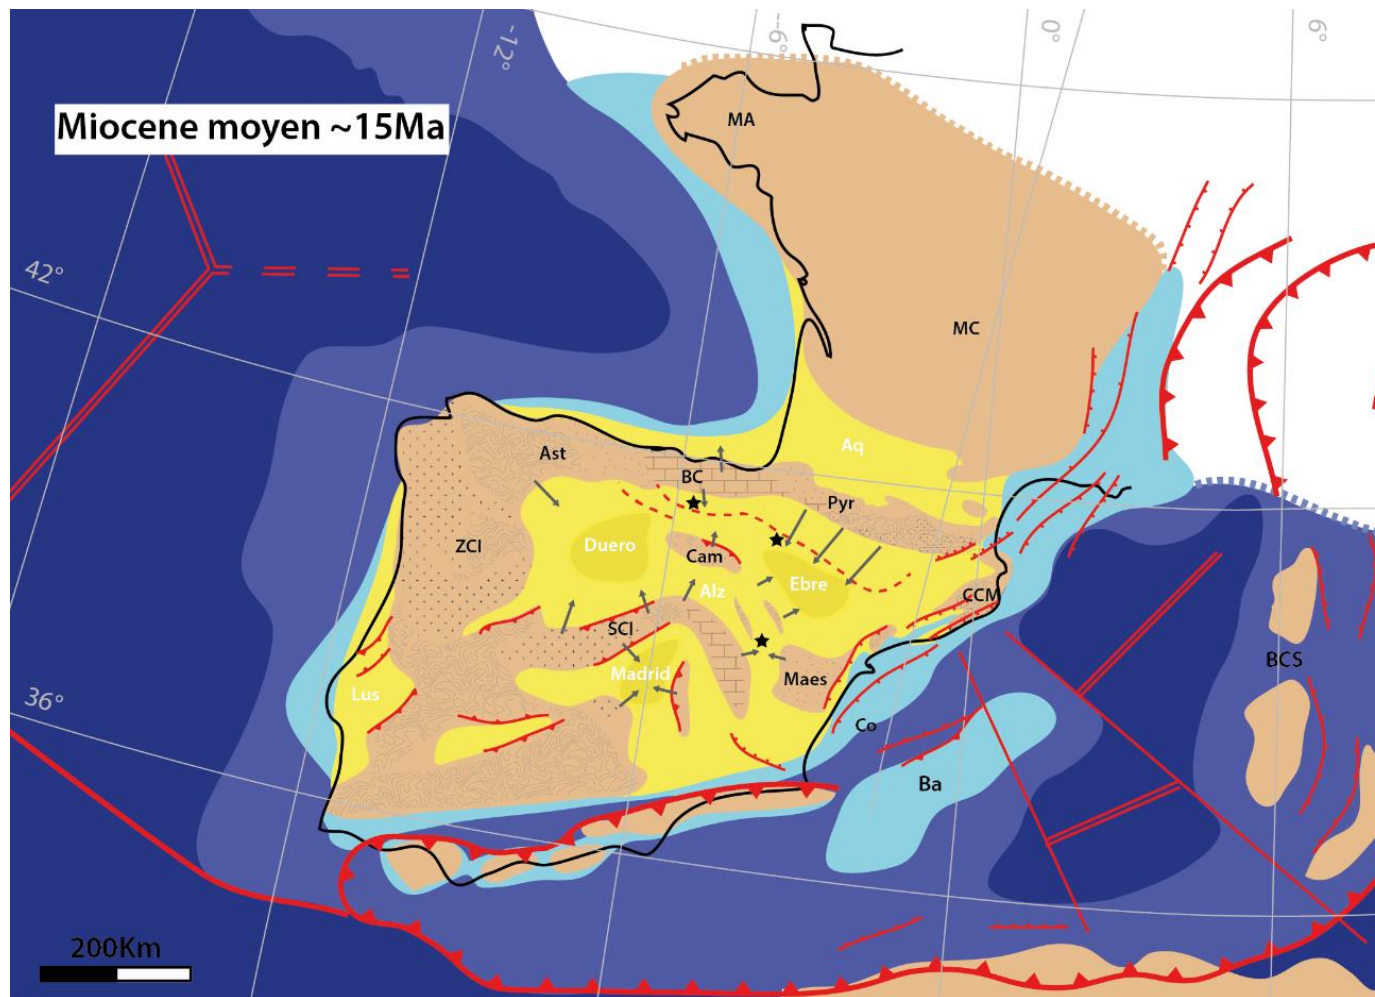 -12°
-6°
0°
6°
Miocene moyen ~15Ma
MA
42°
MC
Aq
Ast
BC
Pyr
ZCI
Duero
Cam
Alz
Ebre
CCM
SCI
BCS
Madrid
Maes
Lus
36°
Co
Ba
200Km